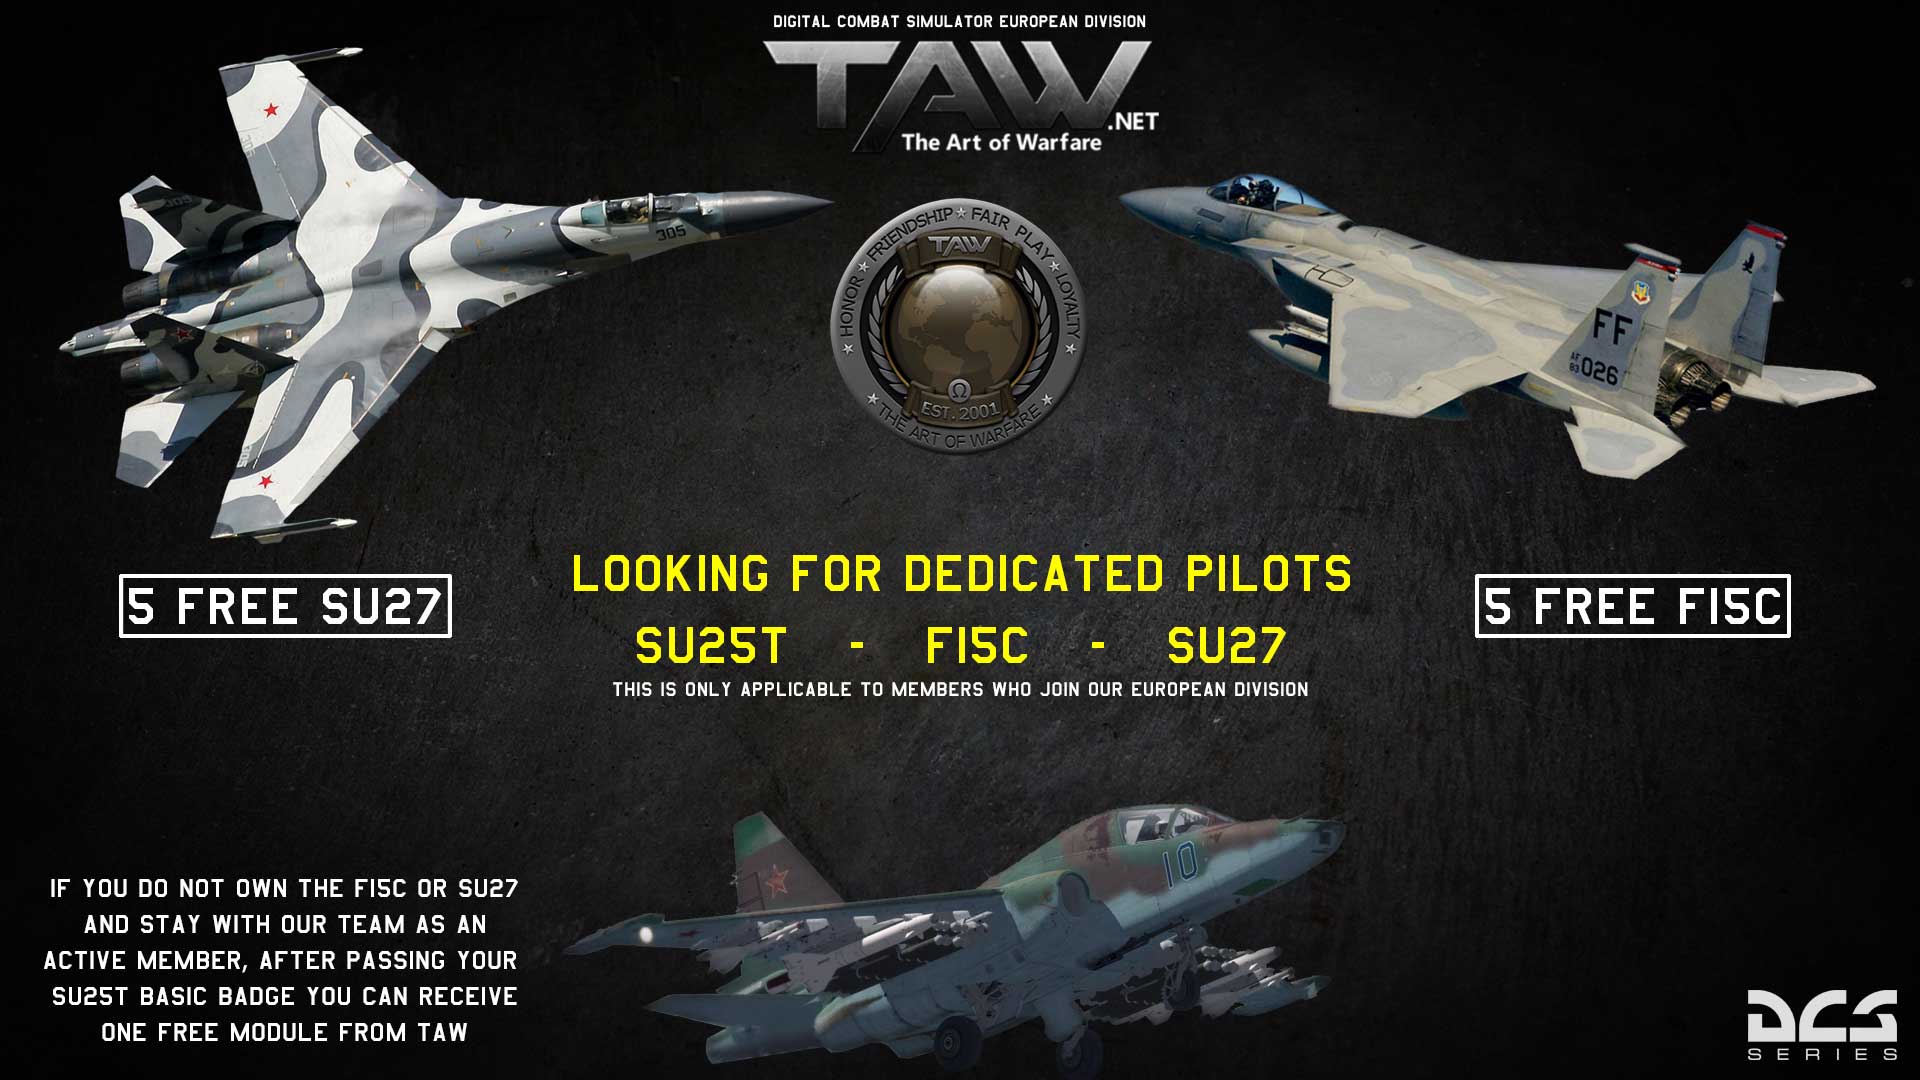 DIGITAL COMBAT SIMULATOR EUROPEAN DIVISION
TAW
.NET
The Art of Warfare
305
305
305
HONOR ★ FRIENDSHIP ★ FAIR PLAY ★ LOYALTY
TAW
Ω
EST. 2001
★ THE ART OF WARFARE ★
FF
AF
83 026
5 FREE SU27
LOOKING FOR DEDICATED PILOTS
5 FREE F15C
SU25T - F15C - SU27
THIS IS ONLY APPLICABLE TO MEMBERS WHO JOIN OUR EUROPEAN DIVISION
10
IF YOU DO NOT OWN THE F15C OR SU27
AND STAY WITH OUR TEAM AS AN
ACTIVE MEMBER, AFTER PASSING YOUR
SU25T BASIC BADGE YOU CAN RECEIVE
ONE FREE MODULE FROM TAW
DCS
SERIES